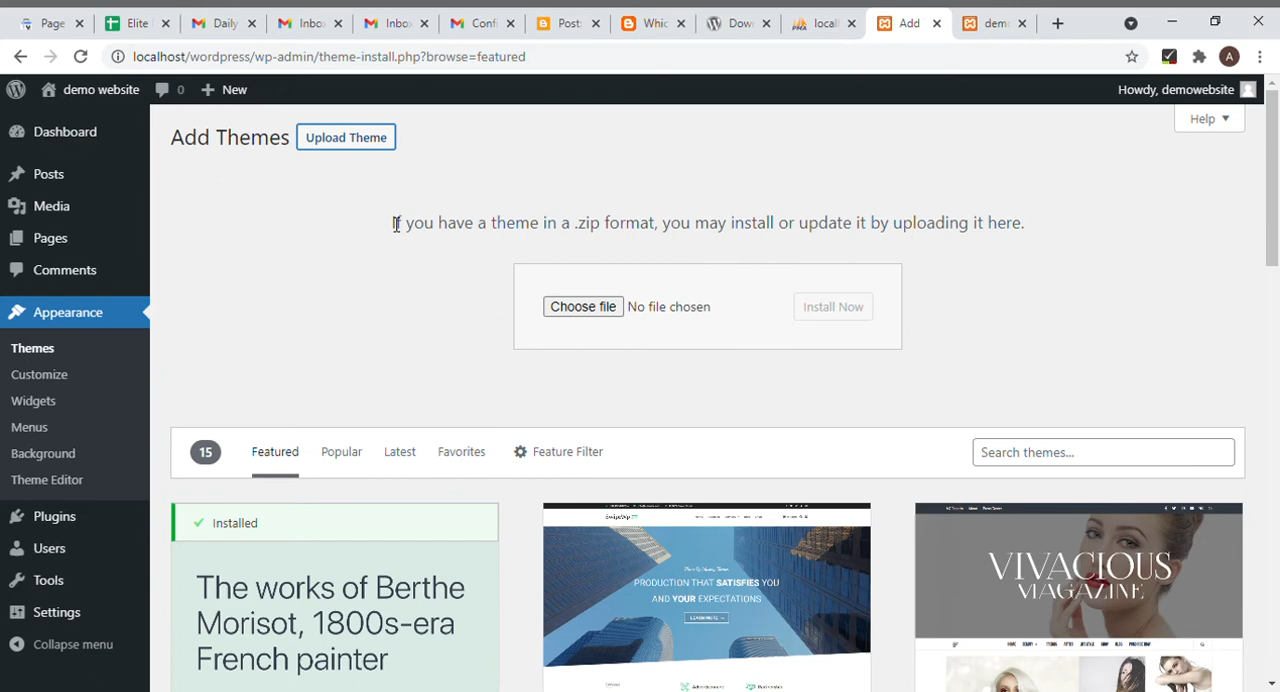 Page
Elite
Daily
Inbo
Inbo
Confi
Post
Whic
Dow
locall
Add
dem
localhost/wordpress/wp-admin/theme-install.php?browse=featured
A
demo website
0
New
Howdy, demowebsite
Dashboard
Posts
Media
Pages
Comments
Appearance
Themes
Customize
Widgets
Menus
Background
Theme Editor
Plugins
Users
Tools
Settings
Collapse menu
Add Themes
Upload Theme
Help
If you have a theme in a .zip format, you may install or update it by uploading it here.
Choose file No file chosen
Install Now
15
Featured
Popular
Latest
Favorites
Feature Filter
Search themes...
Installed
The works of Berthe
Morisot, 1800s-era
French painter
PRODUCTION THAT SATISFIES YOU
AND YOUR EXPECTATIONS
LEARN MORE
VIVACIOUS
MAGAZINE